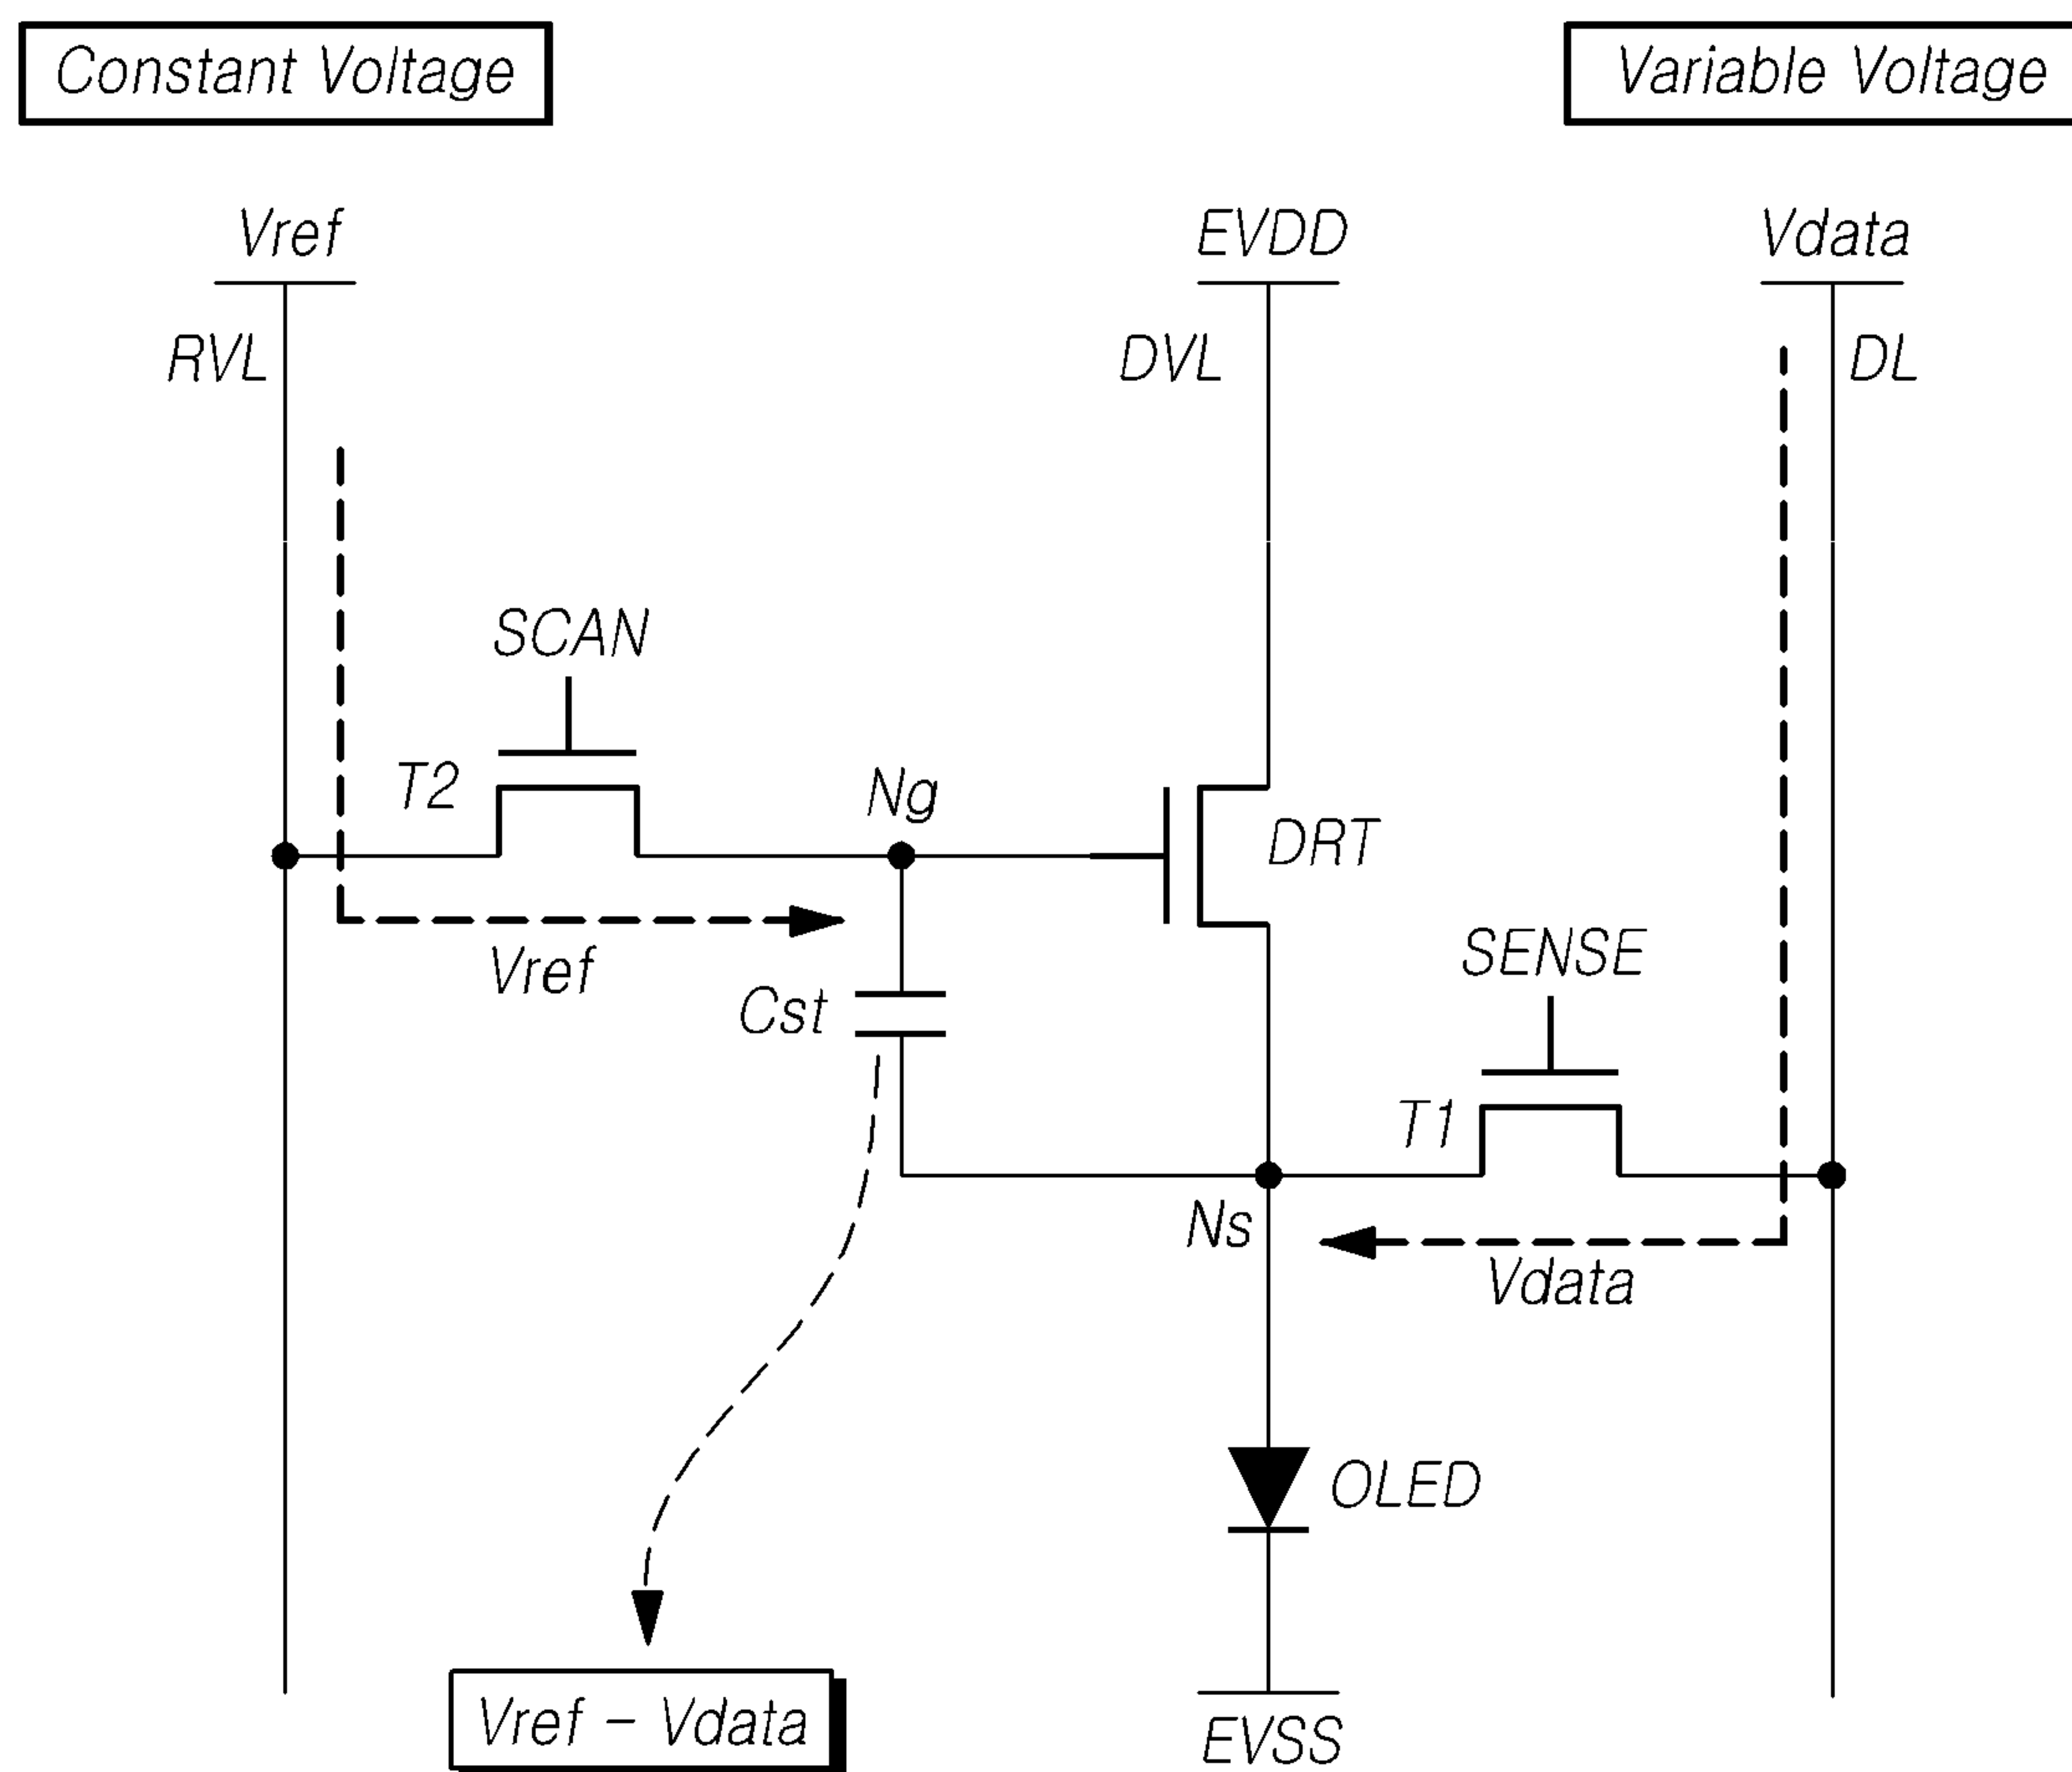 Constant Voltage
Variable Voltage
Vref
EVDD
Vdata
RVL
DVL
DL
SCAN
T2
Ng
DRT
Vref
SENSE
Cst
T1
Ns
Vdata
OLED
Vref – Vdata
EVSS